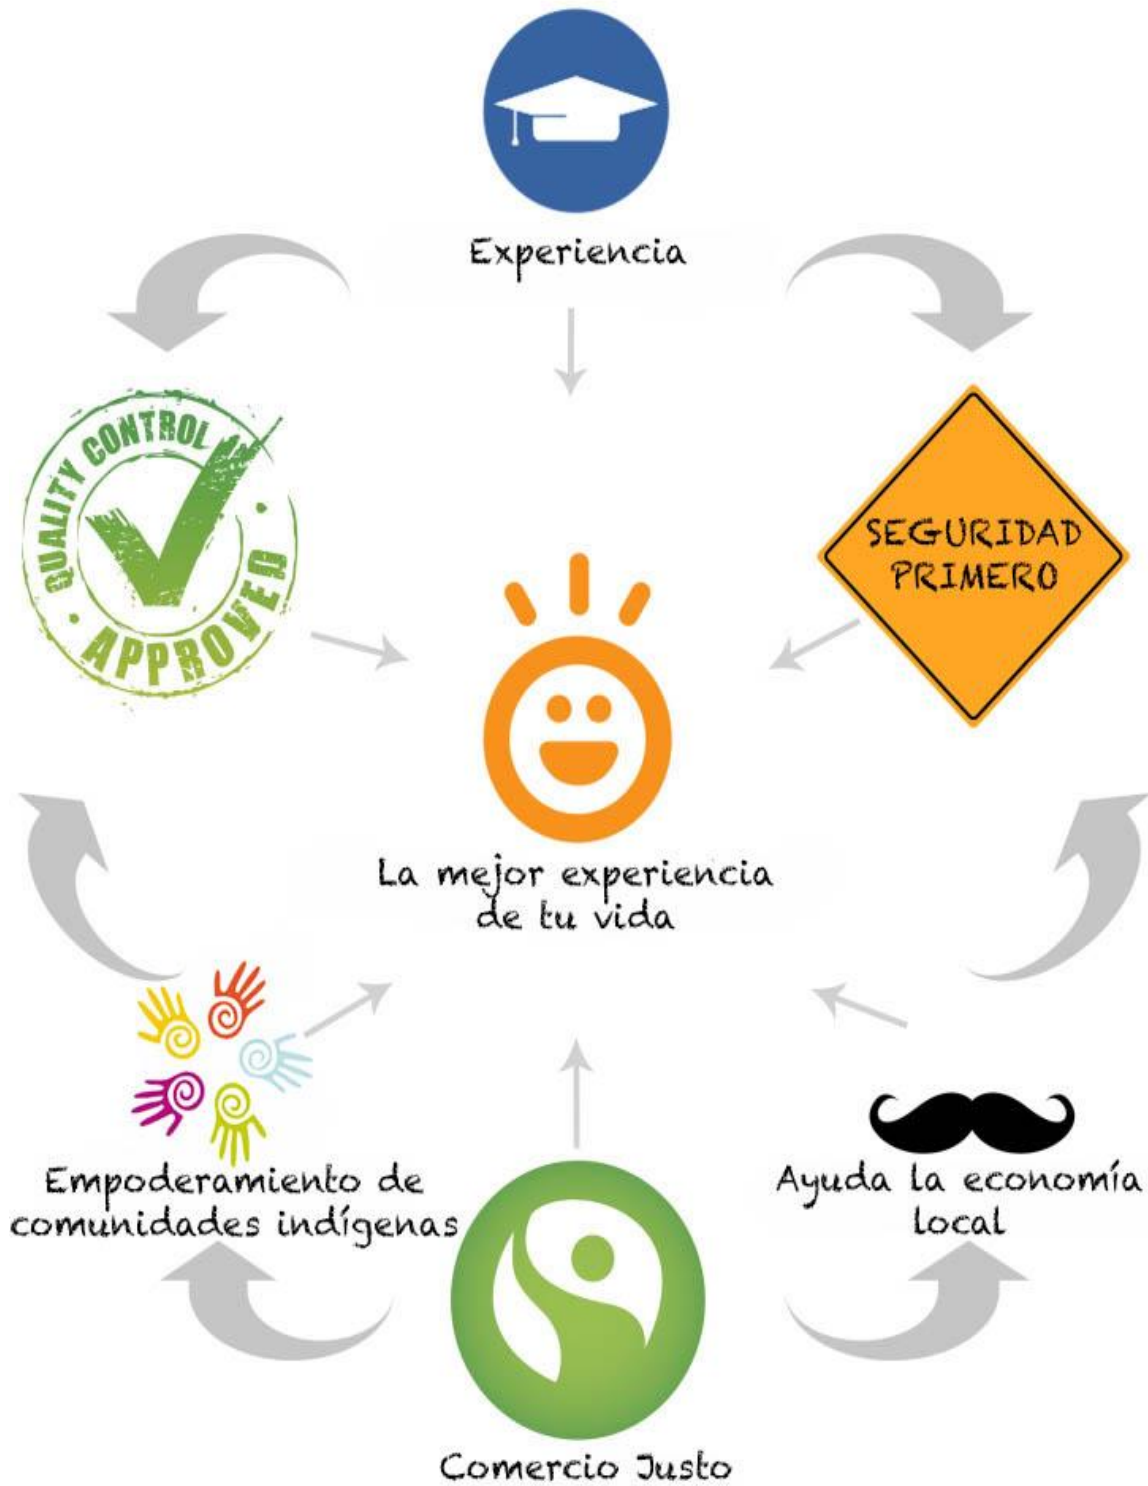 Experiencia
QUALITY CONTROL
APPROVED
SEGURIDAD
PRIMERO
La mejor experiencia
de tu vida
Empoderamiento de
comunidades indígenas
Ayuda la economía
local
Comercio Justo